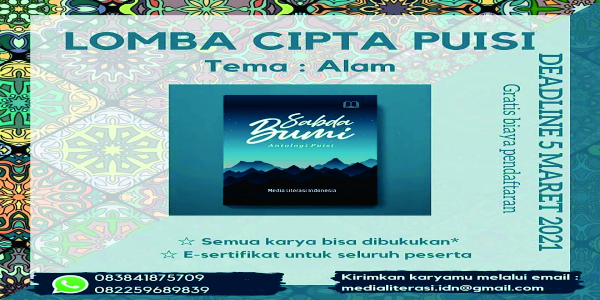 LOMBA CIPTA PUISI
Tema : Alam
DEADLINE 5 MARET 2021
Gratis biaya pendaftaran
Sabda
Bumi
Antologi Puisi
Media Literasi Indonesia
☆ Semua karya bisa dibukukan*
☆ E-sertifikat untuk seluruh peserta
083841875709
082259689839
Kirimkan karyamu melalui email :
medialiterasi.idn@gmail.com